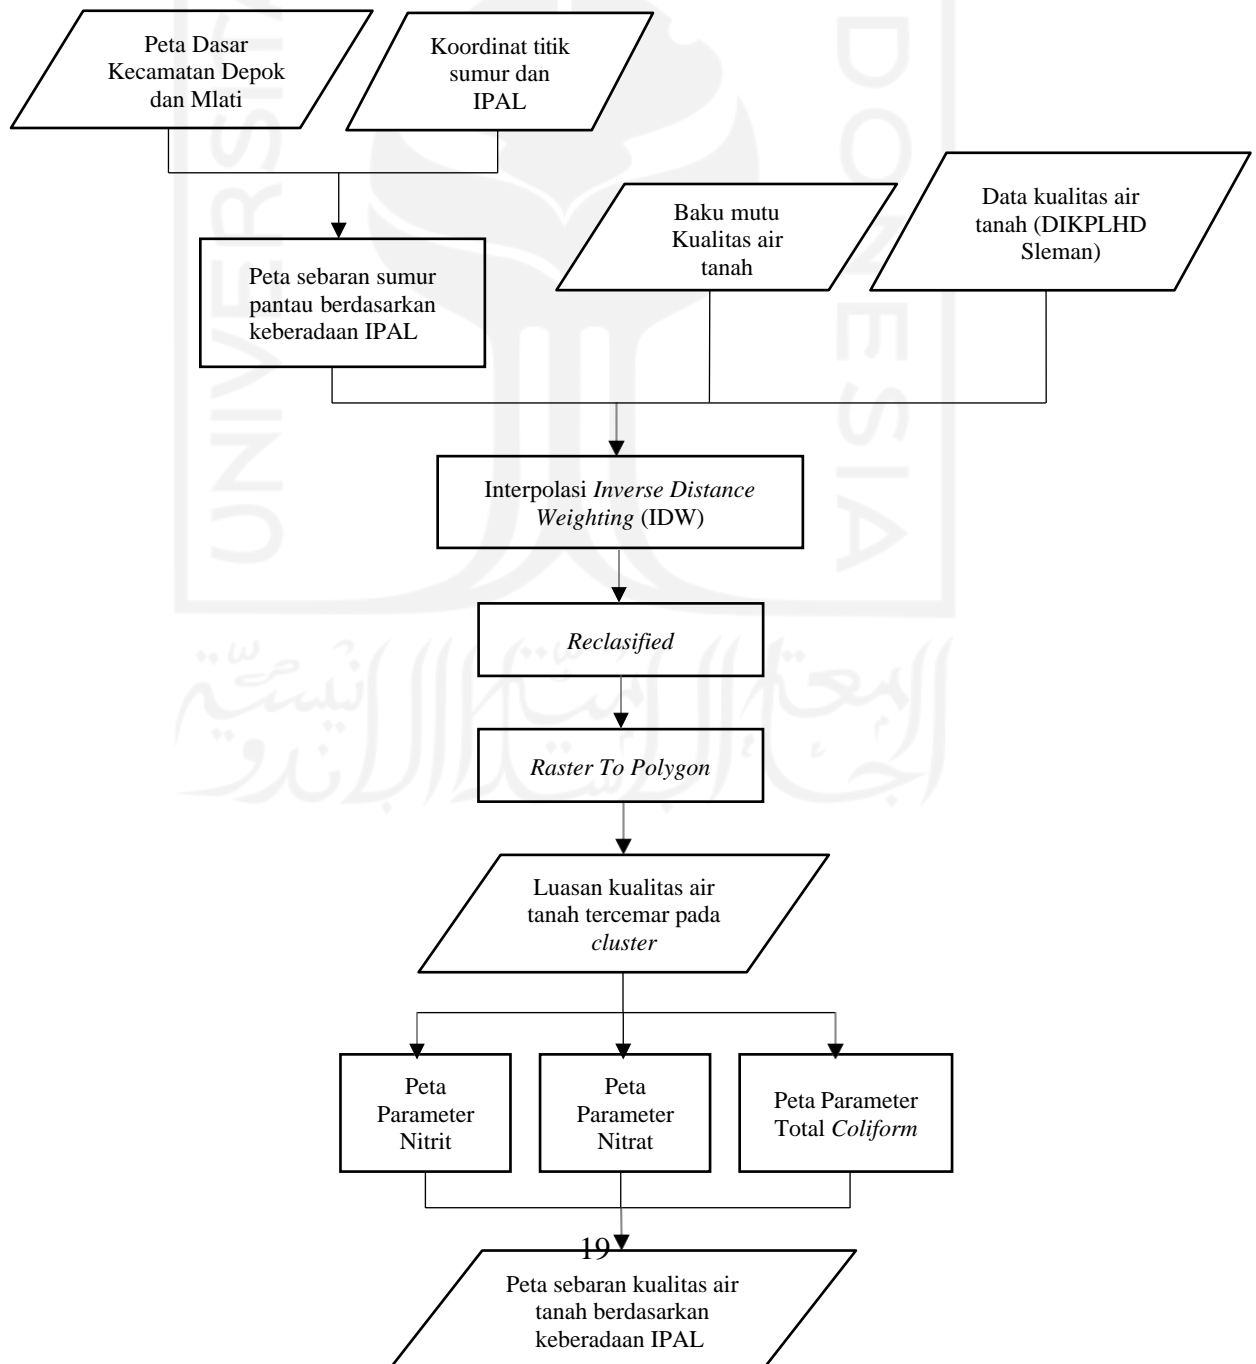 Peta Dasar
Kecamatan Depok
dan Mlati
Koordinat titik
sumur dan
IPAL
Baku mutu
Kualitas air
tanah
Data kualitas air
tanah (DIKPLHD
Sleman)
Peta sebaran sumur
pantau berdasarkan
keberadaan IPAL
Interpolasi Inverse Distance
Weighting (IDW)
Reclasified
Raster To Polygon
Luasan kualitas air
tanah tercemar pada
cluster
Peta
Parameter
Nitrit
Peta
Parameter
Nitrat
Peta Parameter
Total Coliform
19
Peta sebaran kualitas air
tanah berdasarkan
keberadaan IPAL
UNIVERSITA
DONESIA